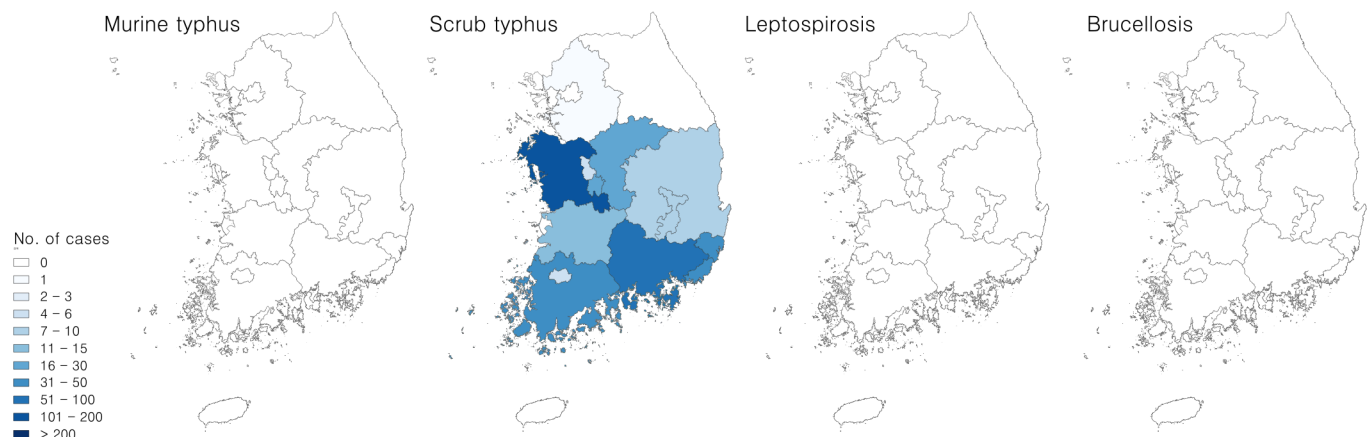 Murine typhus
Scrub typhus
Leptospirosis
Brucellosis
No. of cases
0
1
2 – 3
4 – 6
7 – 10
11 – 15
16 – 30
31 – 50
51 – 100
101 – 200
> 200